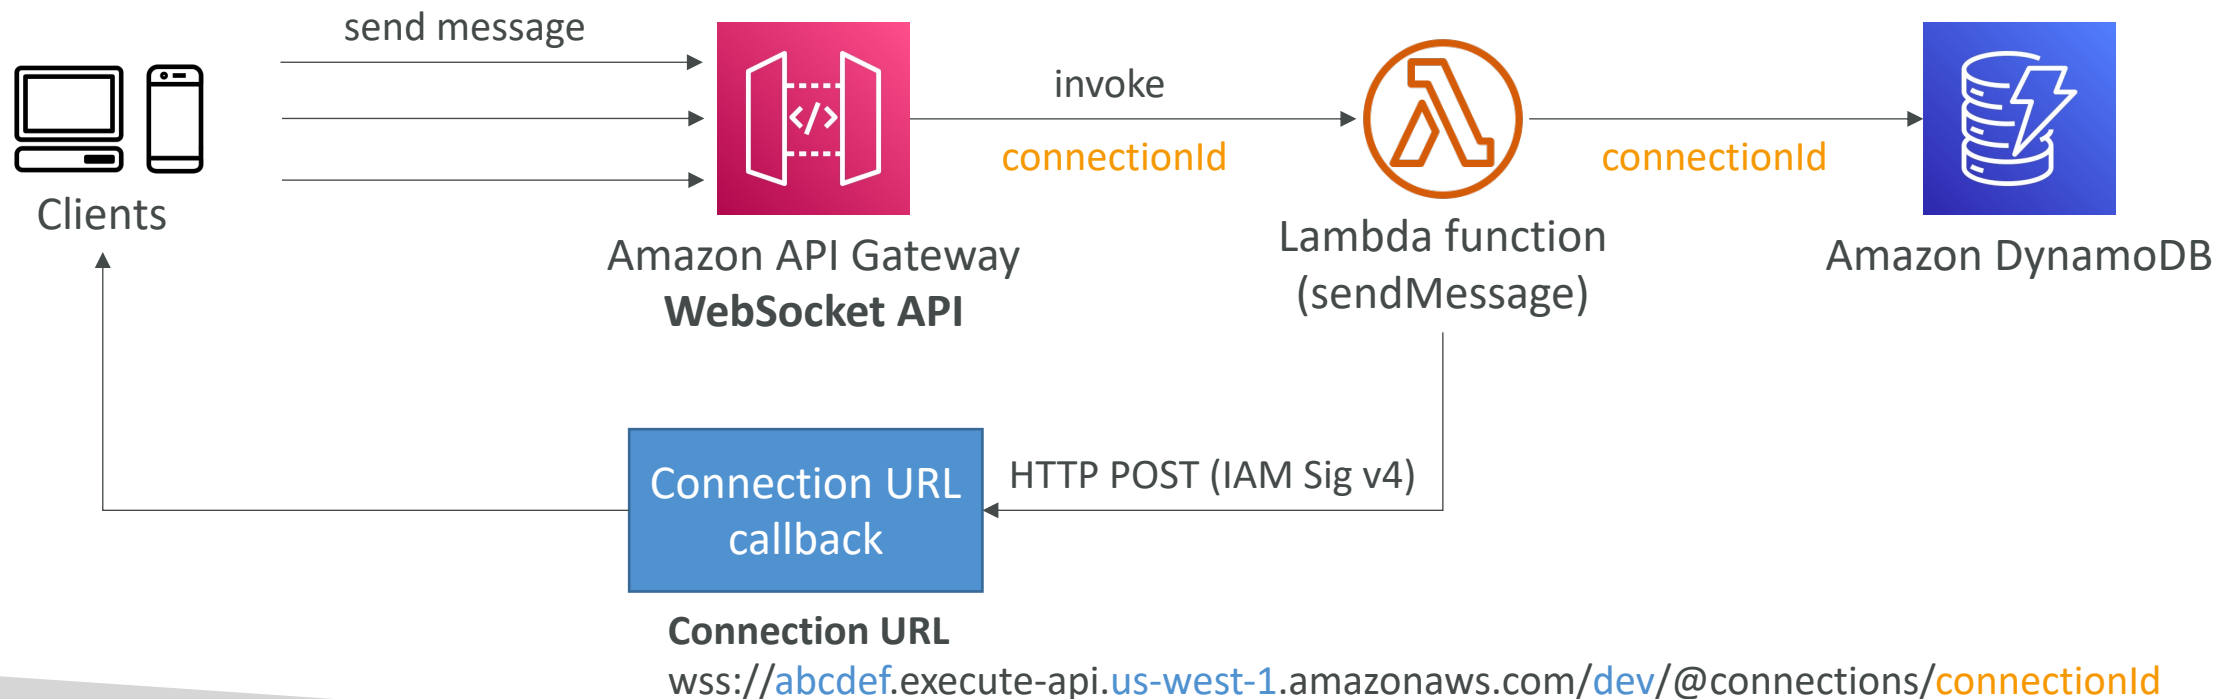 send message
invoke
connectionId
connectionId
</>
Clients
Amazon API Gateway
WebSocket API
Lambda function
(sendMessage)
Amazon DynamoDB
Connection URL
callback
HTTP POST (IAM Sig v4)
Connection URL
wss://abcdef.execute-api.us-west-1.amazonaws.com/dev/@connections/connectionId